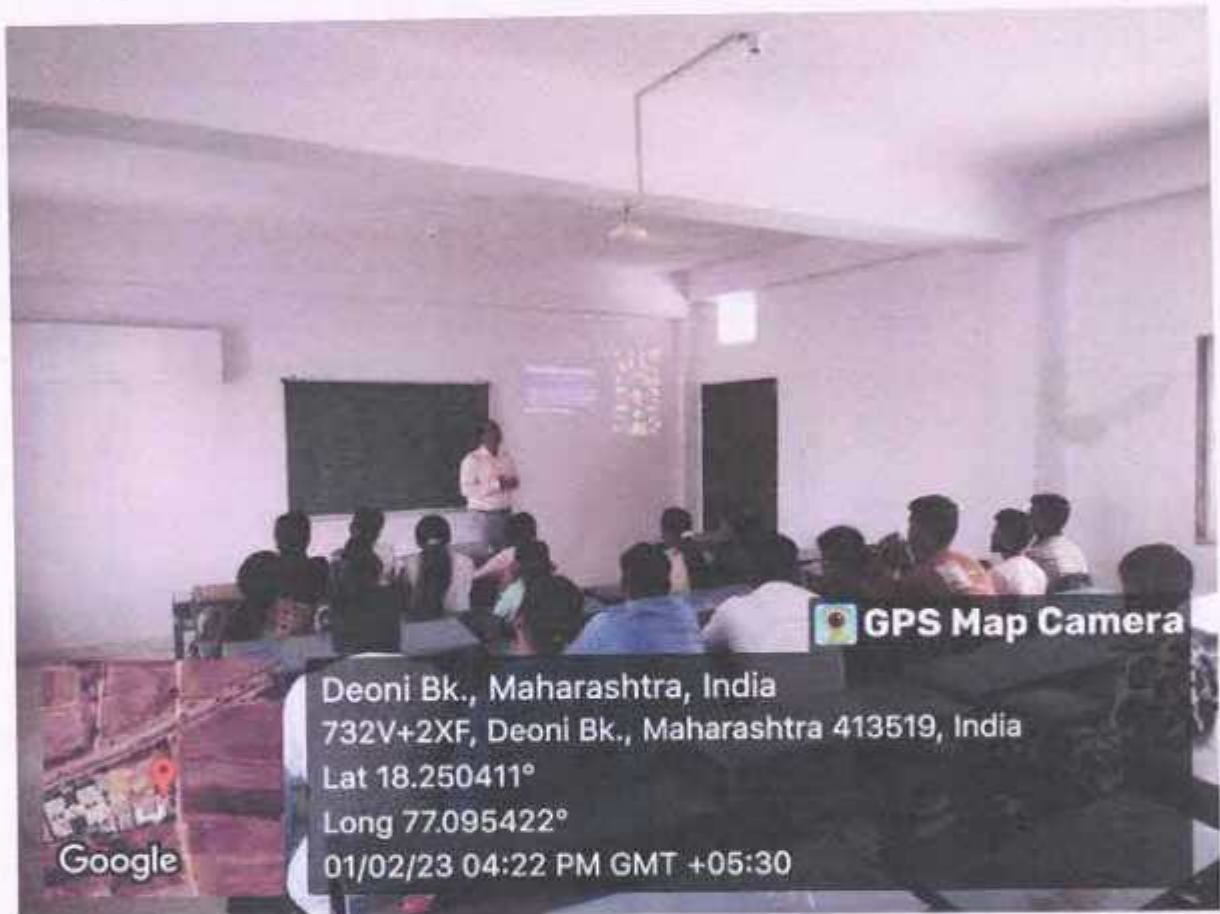 GPS Map Camera
Deoni Bk., Maharashtra, India
732V+2XF, Deoni Bk., Maharashtra 413519, India
Lat 18.250411°
Long 77.095422°
01/02/23 04:22 PM GMT +05:30
Google